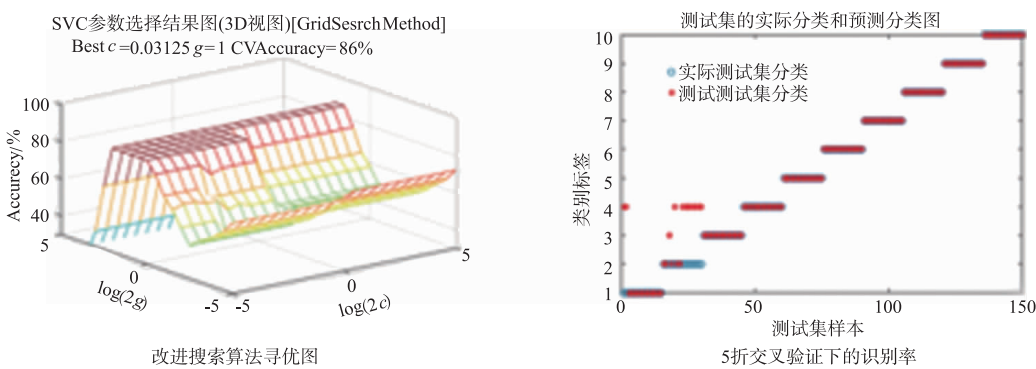 SVC参数选择结果图(3D视图)[GridSesrchMethod]
Best c=0.03125 g=1 CVAccuracy=86%
Accurecy/%
100
80
60
40
5
0
-5
log(2g)
-5
0
5
log(2c)
改进搜索算法寻优图
测试集的实际分类和预测分类图
实际测试集分类
测试测试集分类
类别标签
10
9
8
7
6
5
4
3
2
1
0
50
100
150
测试集样本
5折交叉验证下的识别率